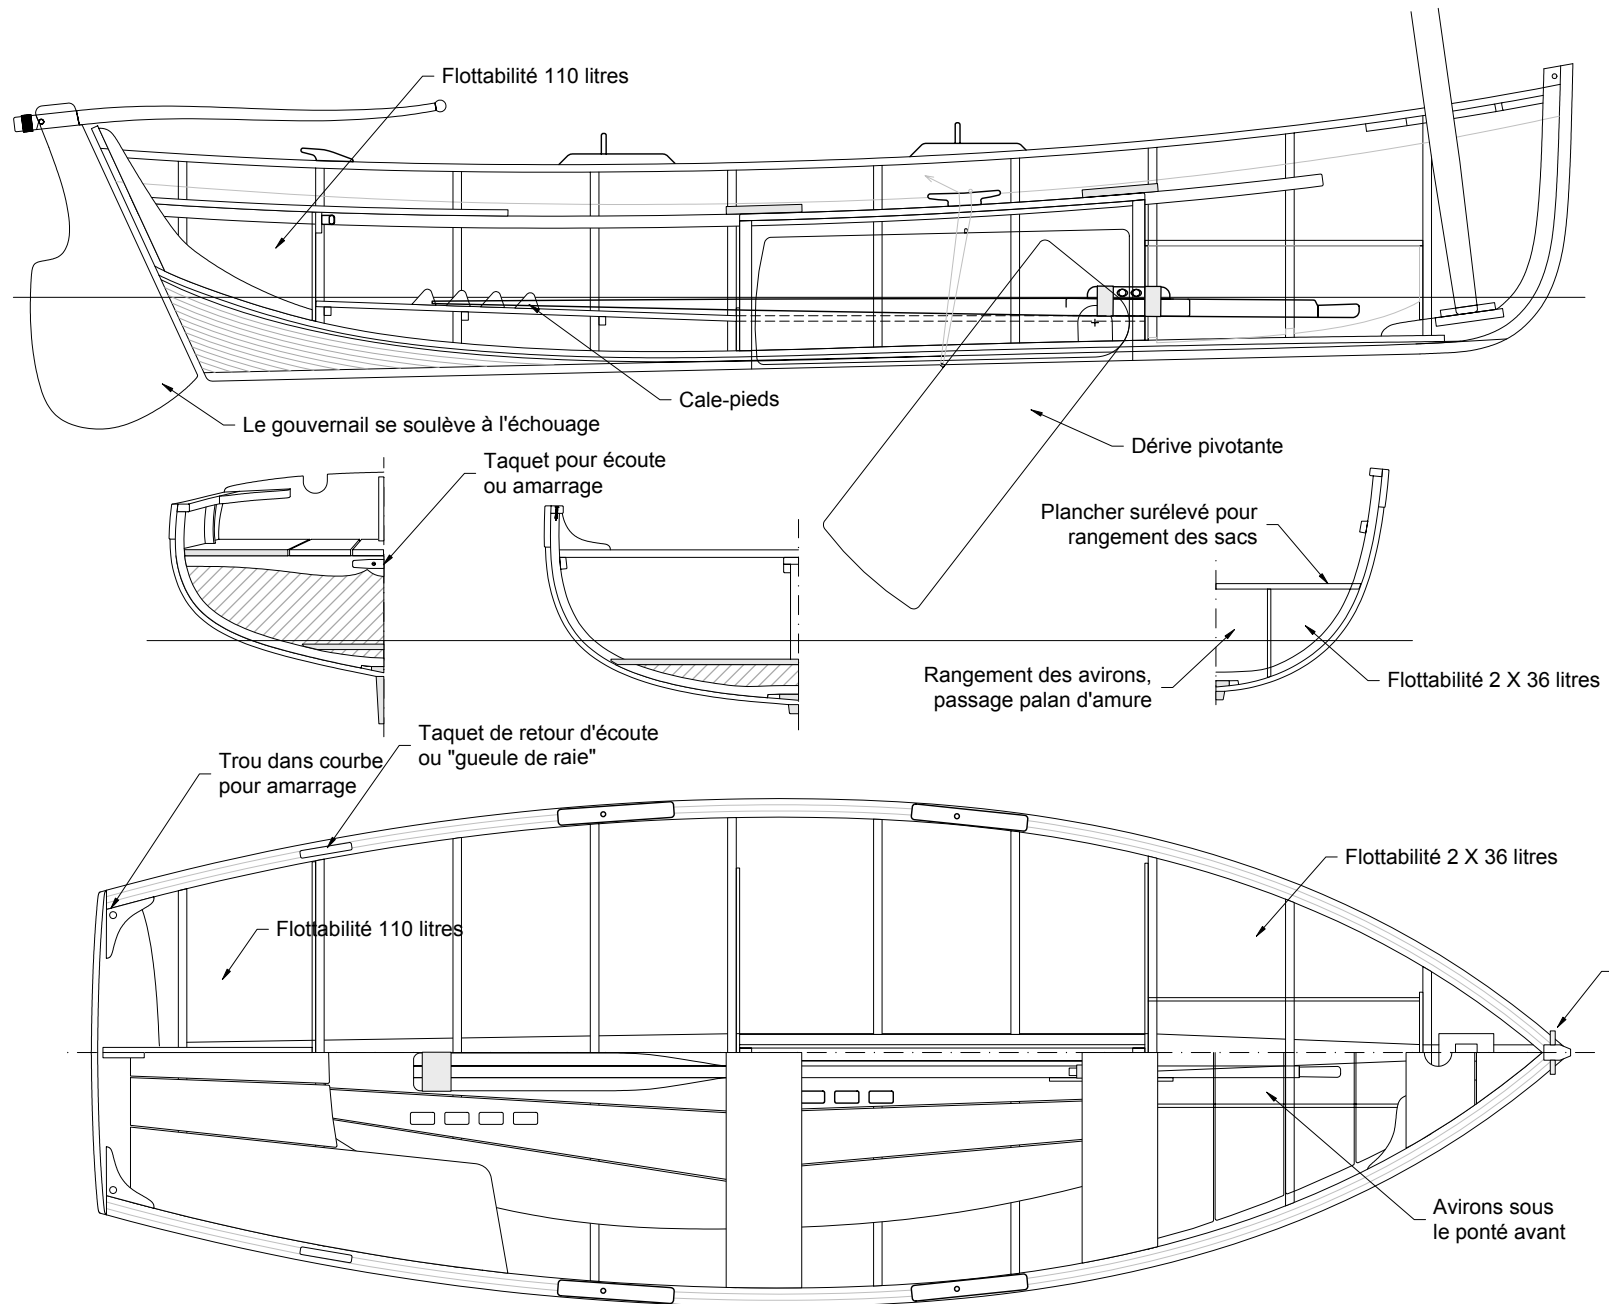 Flottabilité 110 litres
Cale-pieds
Le gouvernail se soulève à l'échouage
Dérive pivotante
Taquet pour écoute
ou amarrage
Plancher surélevé pour
rangement des sacs
Rangement des avirons,
passage palan d'amure
Flottabilité 2 X 36 litres
Taquet de retour d'écoute
ou "gueule de raie"
Trou dans courbe
pour amarrage
Flottabilité 2 X 36 litres
Flottabilité 110 litres
Avirons sous
le ponté avant